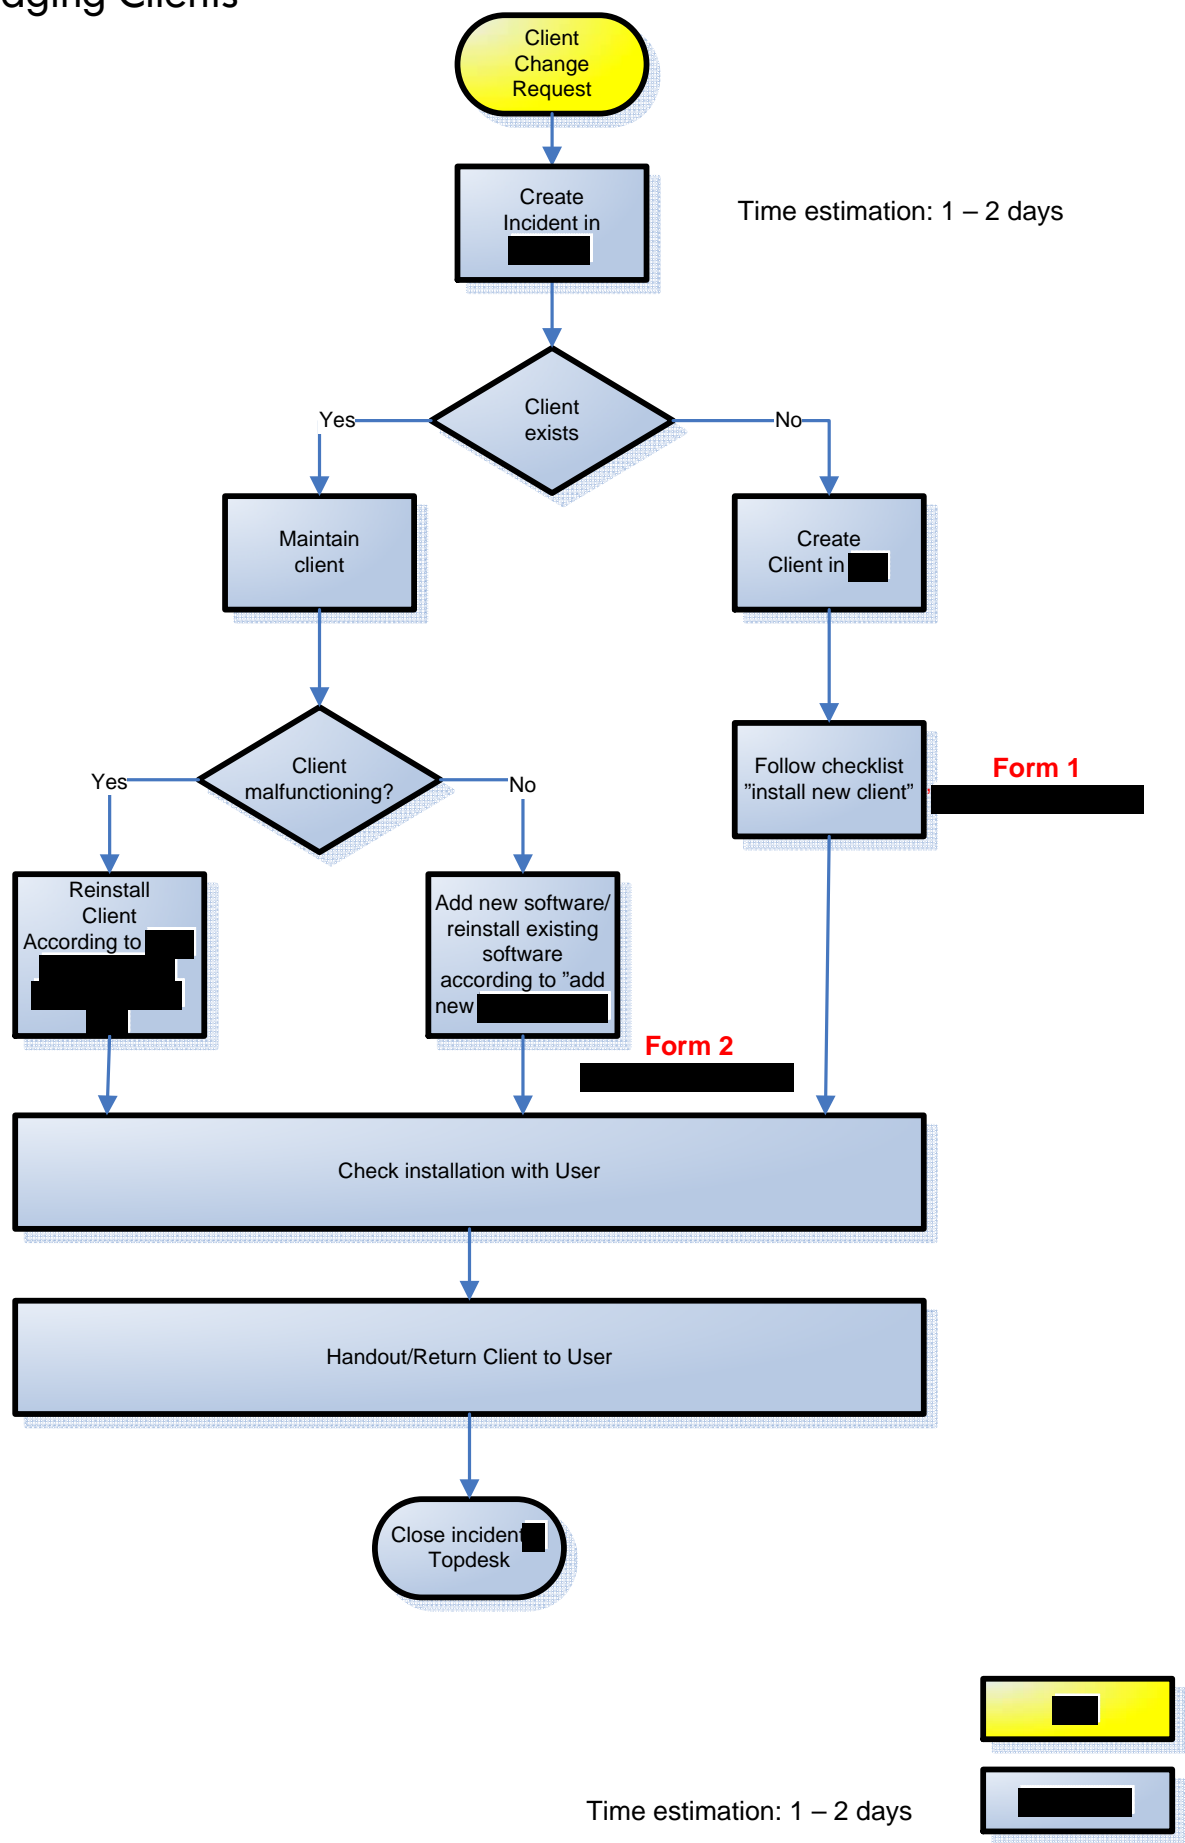 Clients
Client
Change
Request
Create
Incident in
Time estimation: 1 – 2 days
Client
exists
Yes
No
Maintain
client
Create
Client in
Client
malfunctioning?
Yes
No
Follow checklist
”install new client”
Form 1
Reinstall
Client
According to
Add new software/
reinstall existing
software
according to ”add
new
Form 2
Check installation with User
Handout/Return Client to User
Close incident
Topdesk
Time estimation: 1 – 2 days